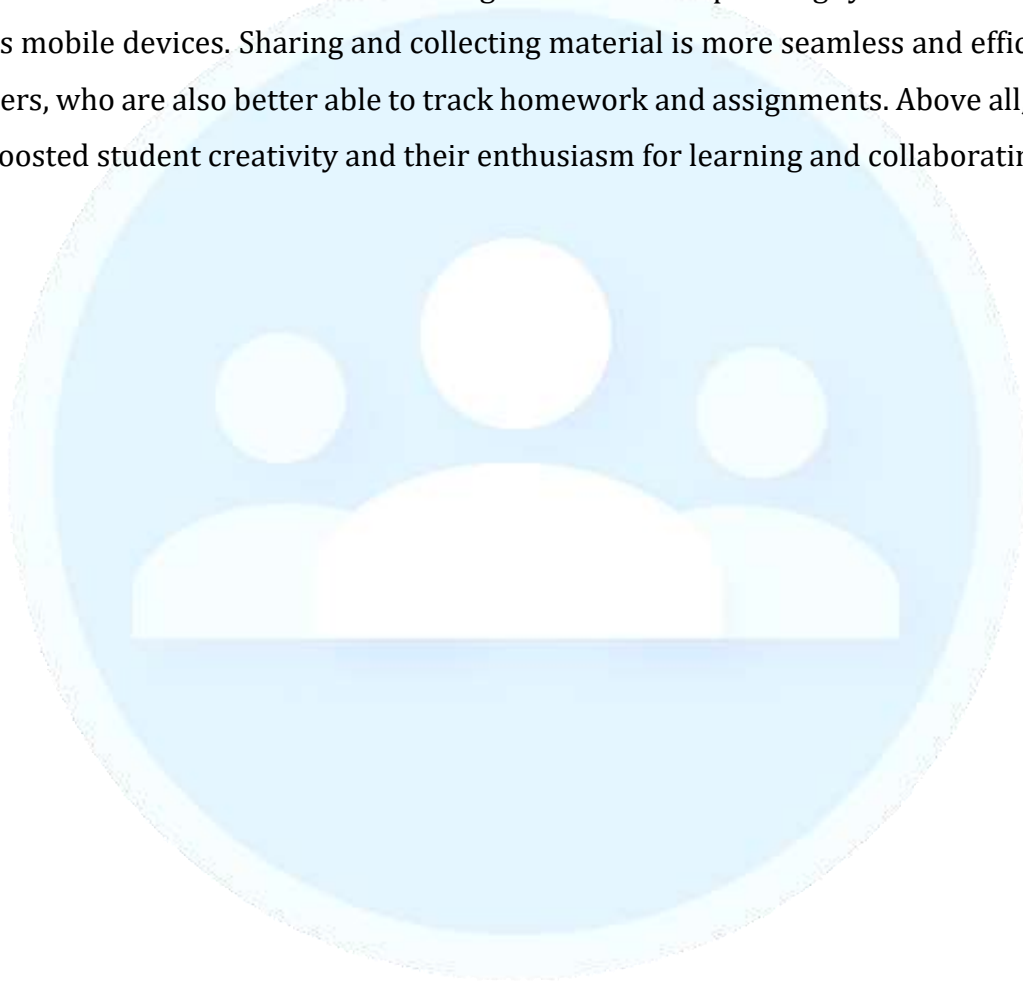 s mobile devices. Sharing and collecting material is more seamless and effic
ers, who are also better able to track homework and assignments. Above all,
oosted student creativity and their enthusiasm for learning and collaboratin